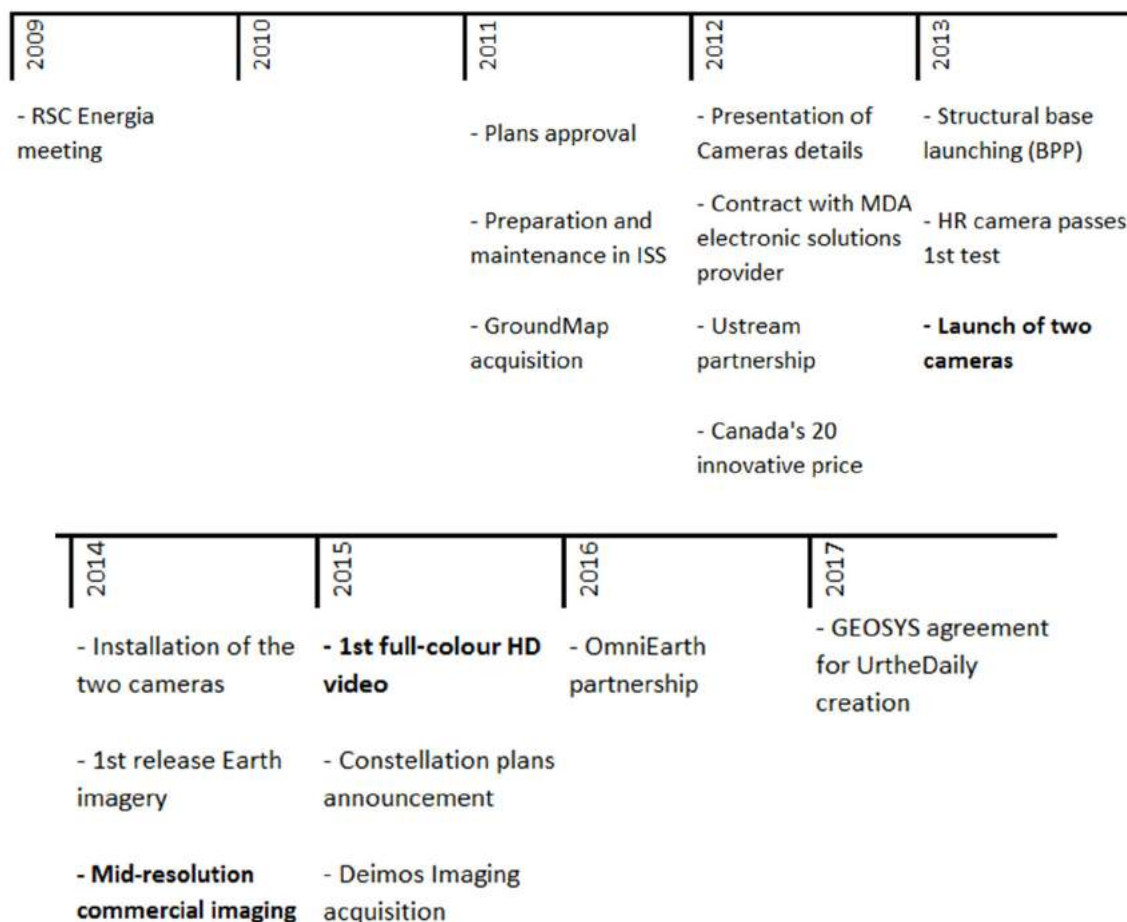 2009
- RSC Energia
meeting
2010
2011
- Plans approval
- Preparation and
maintenance in ISS
- GroundMap
acquisition
2012
- Presentation of
Cameras details
- Contract with MDA
electronic solutions
provider
- Ustream
partnership
- Canada's 20
innovative price
2013
- Structural base
launching (BPP)
- HR camera passes
1st test
- Launch of two
cameras
2014
- Installation of the
two cameras
- 1st release Earth
imagery
- Mid-resolution
commercial imaging
2015
- 1st full-colour HD
video
- Constellation plans
announcement
- Deimos Imaging
acquisition
2016
- OmniEarth
partnership
2017
- GEOSYS agreement
for UrtheDaily
creation